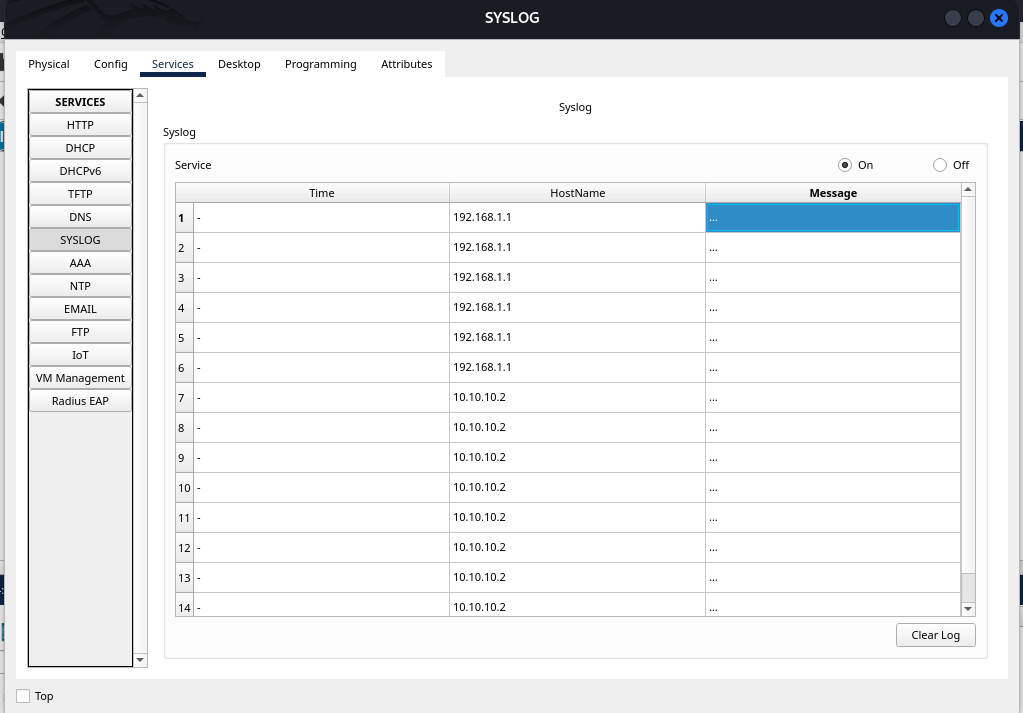 SYSLOG
Physical Config Services Desktop Programming Attributes
SERVICES
HTTP
DHCP
DHCPv6
TFTP
DNS
SYSLOG
AAA
NTP
EMAIL
FTP
IoT
VM Management
Radius EAP
Syslog
Syslog
Service On Off
Time HostName Message
1 - 192.168.1.1 ...
2 - 192.168.1.1 ...
3 - 192.168.1.1 ...
4 - 192.168.1.1 ...
5 - 192.168.1.1 ...
6 - 192.168.1.1 ...
7 - 10.10.10.2 ...
8 - 10.10.10.2 ...
9 - 10.10.10.2 ...
10 - 10.10.10.2 ...
11 - 10.10.10.2 ...
12 - 10.10.10.2 ...
13 - 10.10.10.2 ...
14 - 10.10.10.2 ...
Clear Log
Top